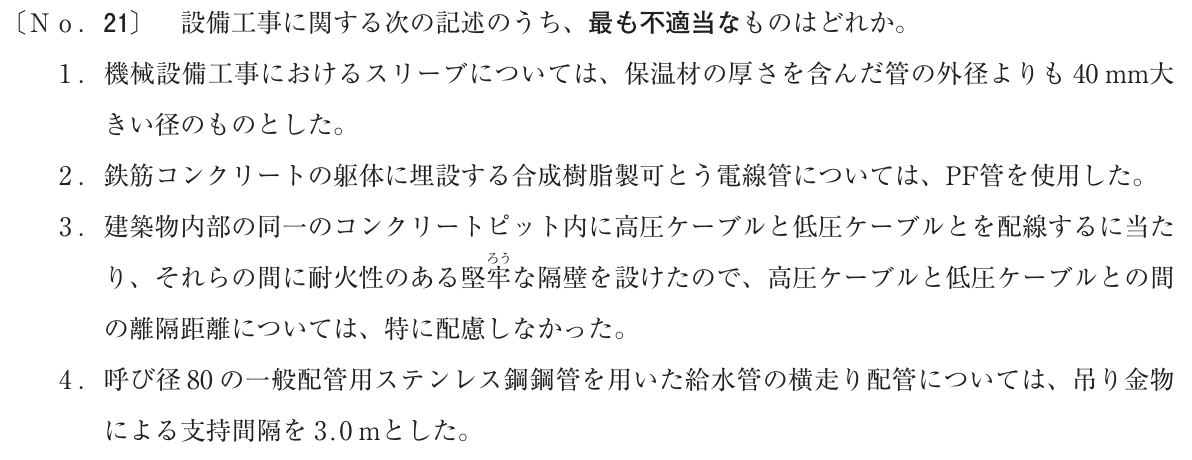 〔Ｎｏ．21〕　設備工事に関する次の記述のうち、最も不適当なものはどれか。
１．機械設備工事におけるスリーブについては、保温材の厚さを含んだ管の外径よりも 40 mm大
きい径のものとした。
２．鉄筋コンクリートの躯体に埋設する合成樹脂製可とう電線管については、PF管を使用した。
３．建築物内部の同一のコンクリートピット内に高圧ケーブルと低圧ケーブルとを配線するに当た
ろう
り、それらの間に耐火性のある堅牢な隔壁を設けたので、高圧ケーブルと低圧ケーブルとの間
の離隔距離については、特に配慮しなかった。
４．呼び径 80 の一般配管用ステンレス鋼鋼管を用いた給水管の横走り配管については、吊り金物
による支持間隔を 3.0 mとした。